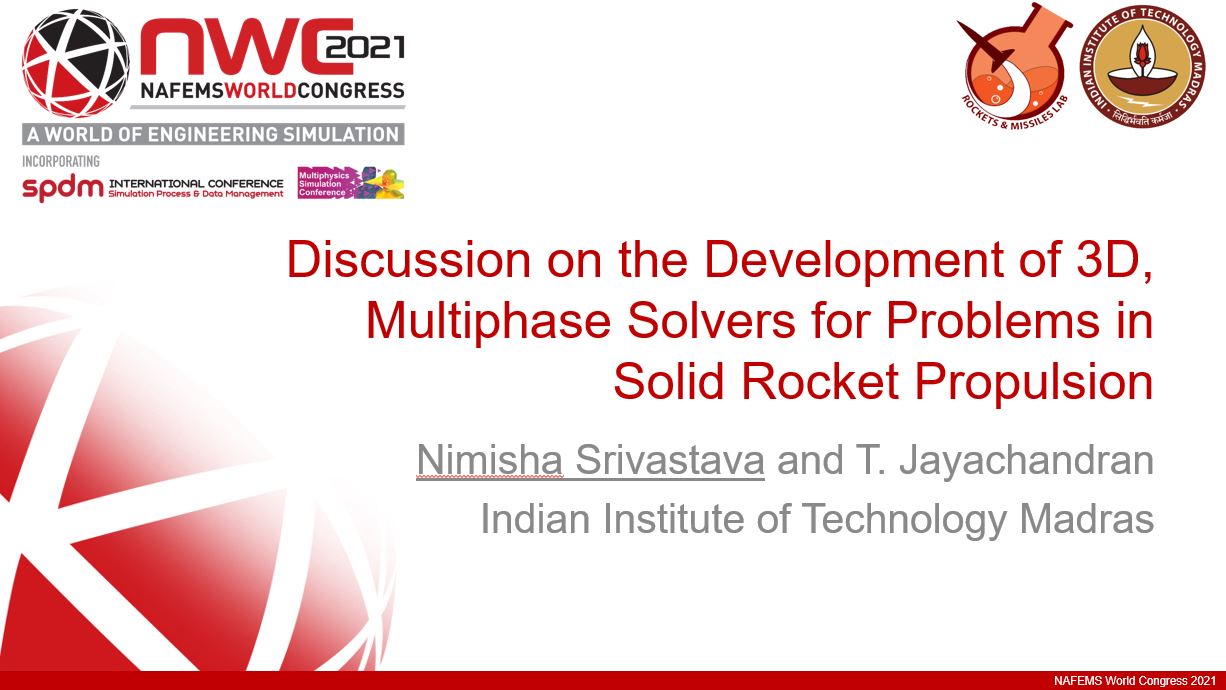 nwc 2021
NAFEMSWORLDCONGRESS
A WORLD OF ENGINEERING SIMULATION
INCORPORATING
spdm INTERNATIONAL CONFERENCE
Simulation Process & Data Management
Multiphysics
Simulation
Conference
ROCKETS & MISSILES LAB
INDIAN INSTITUTE OF TECHNOLOGY MADRAS
सिद्धिर्भवति कर्मजा
Discussion on the Development of 3D,
Multiphase Solvers for Problems in
Solid Rocket Propulsion
Nimisha Srivastava and T. Jayachandran
Indian Institute of Technology Madras
NAFEMS World Congress 2021